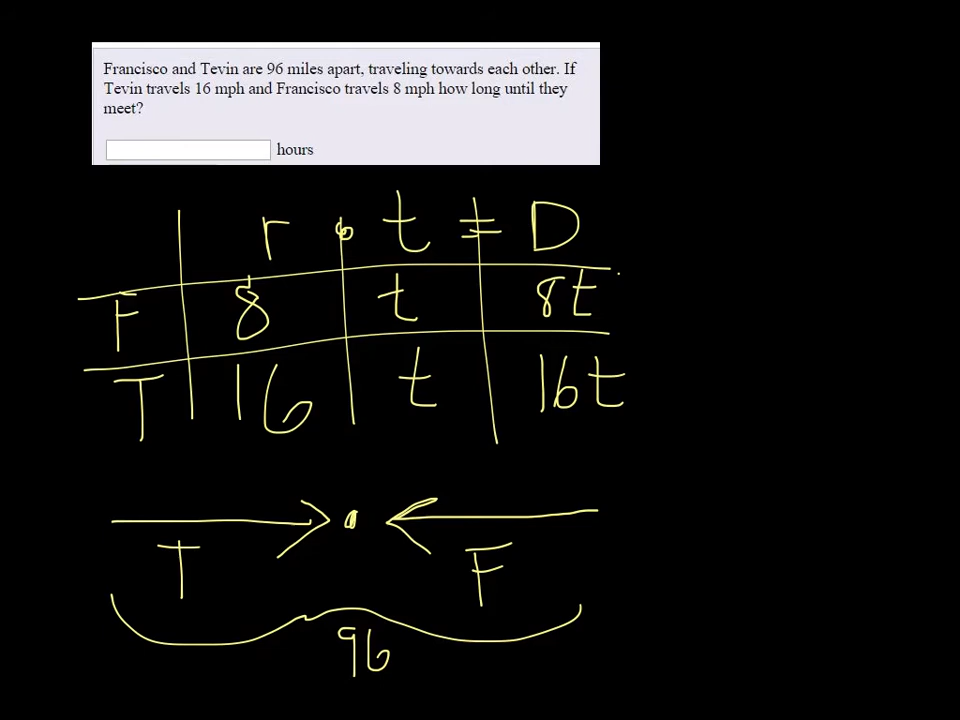 Francisco and Tevin are 96 miles apart, traveling towards each other. If
Tevin travels 16 mph and Francisco travels 8 mph how long until they
meet?
hours
r · t = D
F 8 t 8t
T 16 t 16t
T F
96